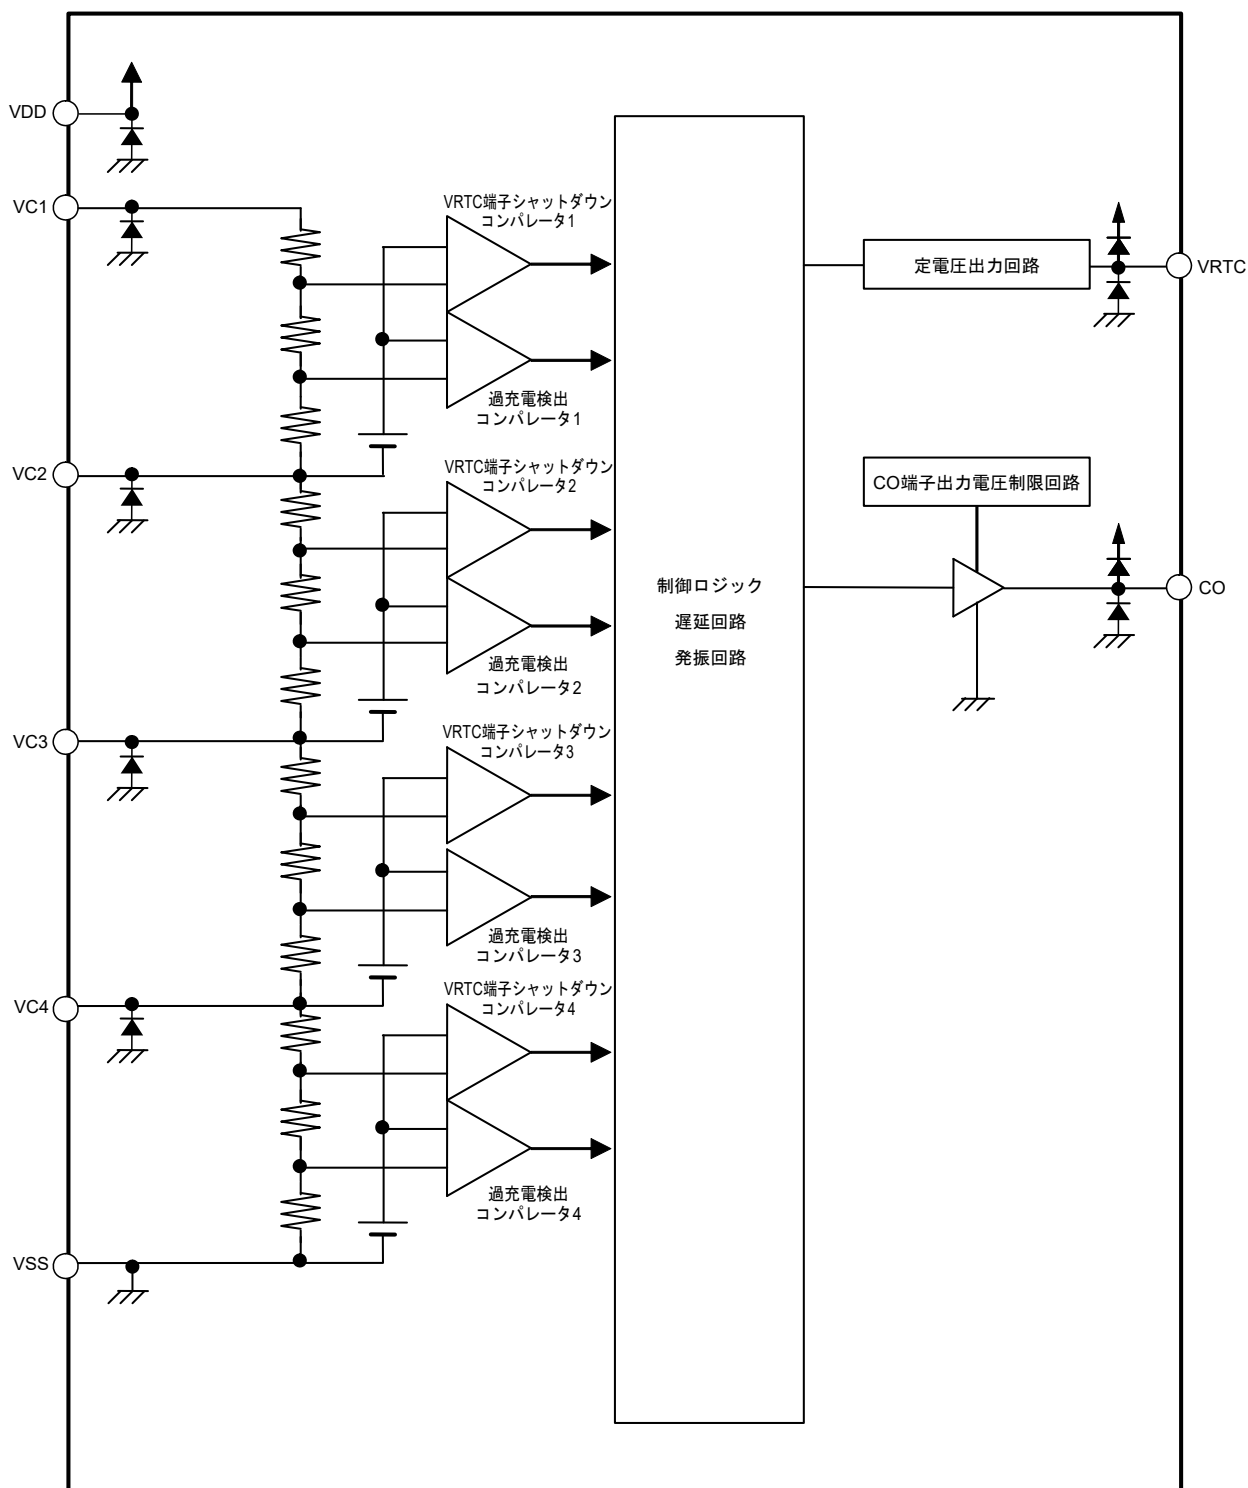 VDD
VC1
VRTC端子シャットダウン
コンパレータ1
過充電検出
コンパレータ1
VC2
VRTC端子シャットダウン
コンパレータ2
過充電検出
コンパレータ2
VC3
VRTC端子シャットダウン
コンパレータ3
過充電検出
コンパレータ3
VC4
VRTC端子シャットダウン
コンパレータ4
過充電検出
コンパレータ4
VSS
制御ロジック
遅延回路
発振回路
定電圧出力回路
VRTC
CO端子出力電圧制限回路
CO